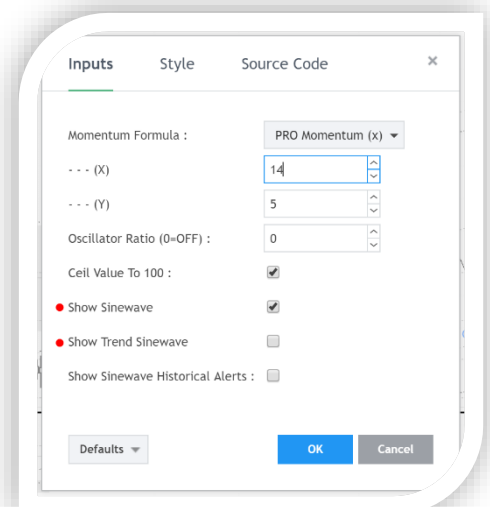 Inputs Style Source Code ×
Momentum Formula : PRO Momentum (x)
- - - (X) 14
- - - (Y) 5
Oscillator Ratio (0=OFF) : 0
Ceil Value To 100 :
Show Sinewave
Show Trend Sinewave
Show Sinewave Historical Alerts :
Defaults OK Cancel